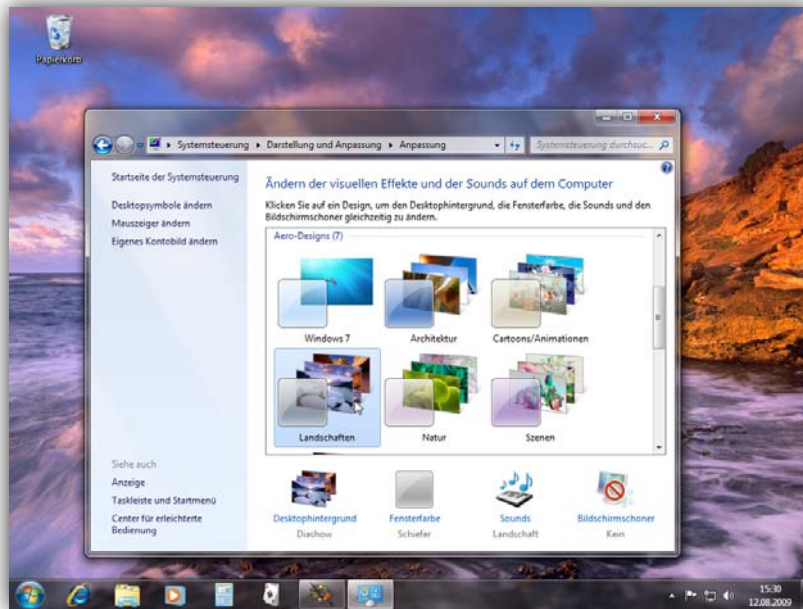 Papierkorb
Systemsteuerung
Darstellung und Anpassung
Anpassung
Systemsteuerung durchsuc...
Startseite der Systemsteuerung
Desktopsymbole ändern
Mauszeiger ändern
Eigenes Kontobild ändern
Ändern der visuellen Effekte und der Sounds auf dem Computer
Klicken Sie auf ein Design, um den Desktophintergrund, die Fensterfarbe, die Sounds und den
Bildschirmschoner gleichzeitig zu ändern.
Aero-Designs (7)
Windows 7
Architektur
Cartoons/Animationen
Landschaften
Natur
Szenen
Siehe auch
Anzeige
Taskleiste und Startmenü
Center für erleichterte
Bedienung
Desktophintergrund
Diashow
Fensterfarbe
Schiefer
Sounds
Landschaft
Bildschirmschoner
Kein
15:30
12.08.2009